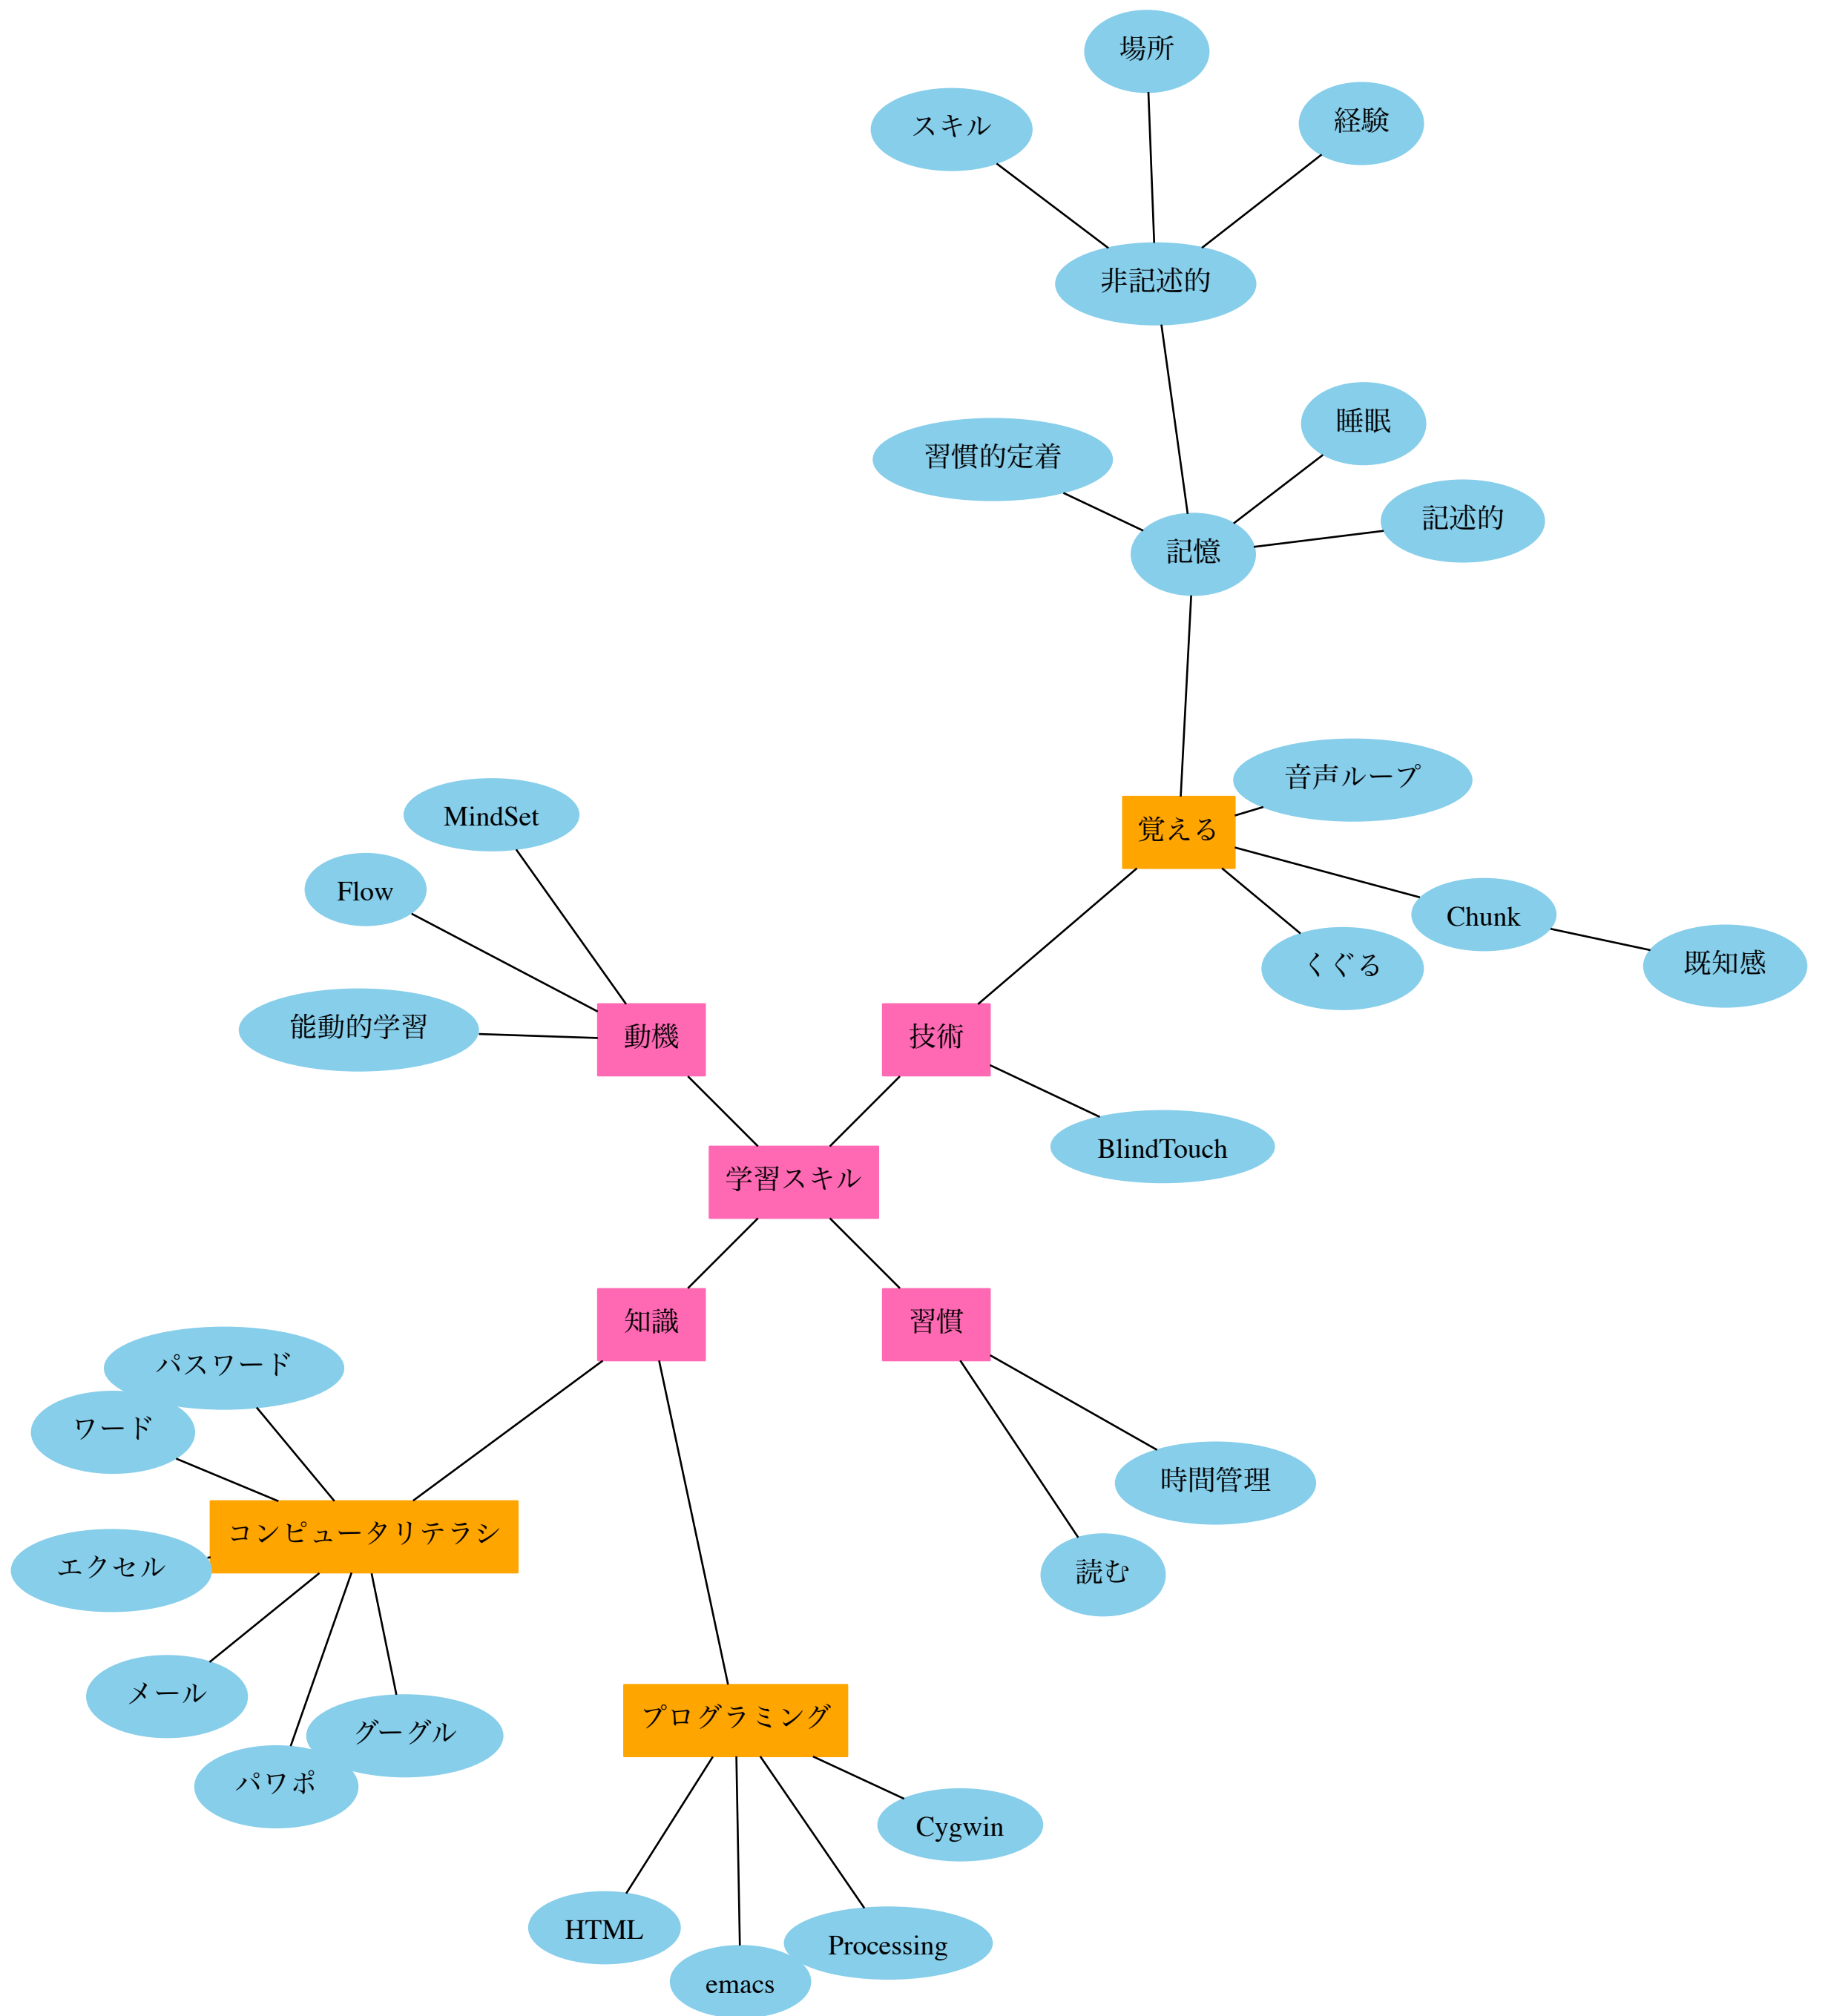 場所
経験
スキル
非記述的
睡眠
習慣的定着
記述的
記憶
音声ループ
MindSet
覚える
Flow
Chunk
既知感
くぐる
能動的学習
動機
技術
BlindTouch
学習スキル
知識
習慣
パスワード
ワード
時間管理
コンピュータリテラシ
エクセル
読む
メール
プログラミング
グーグル
パワポ
Cygwin
HTML
Processing
emacs